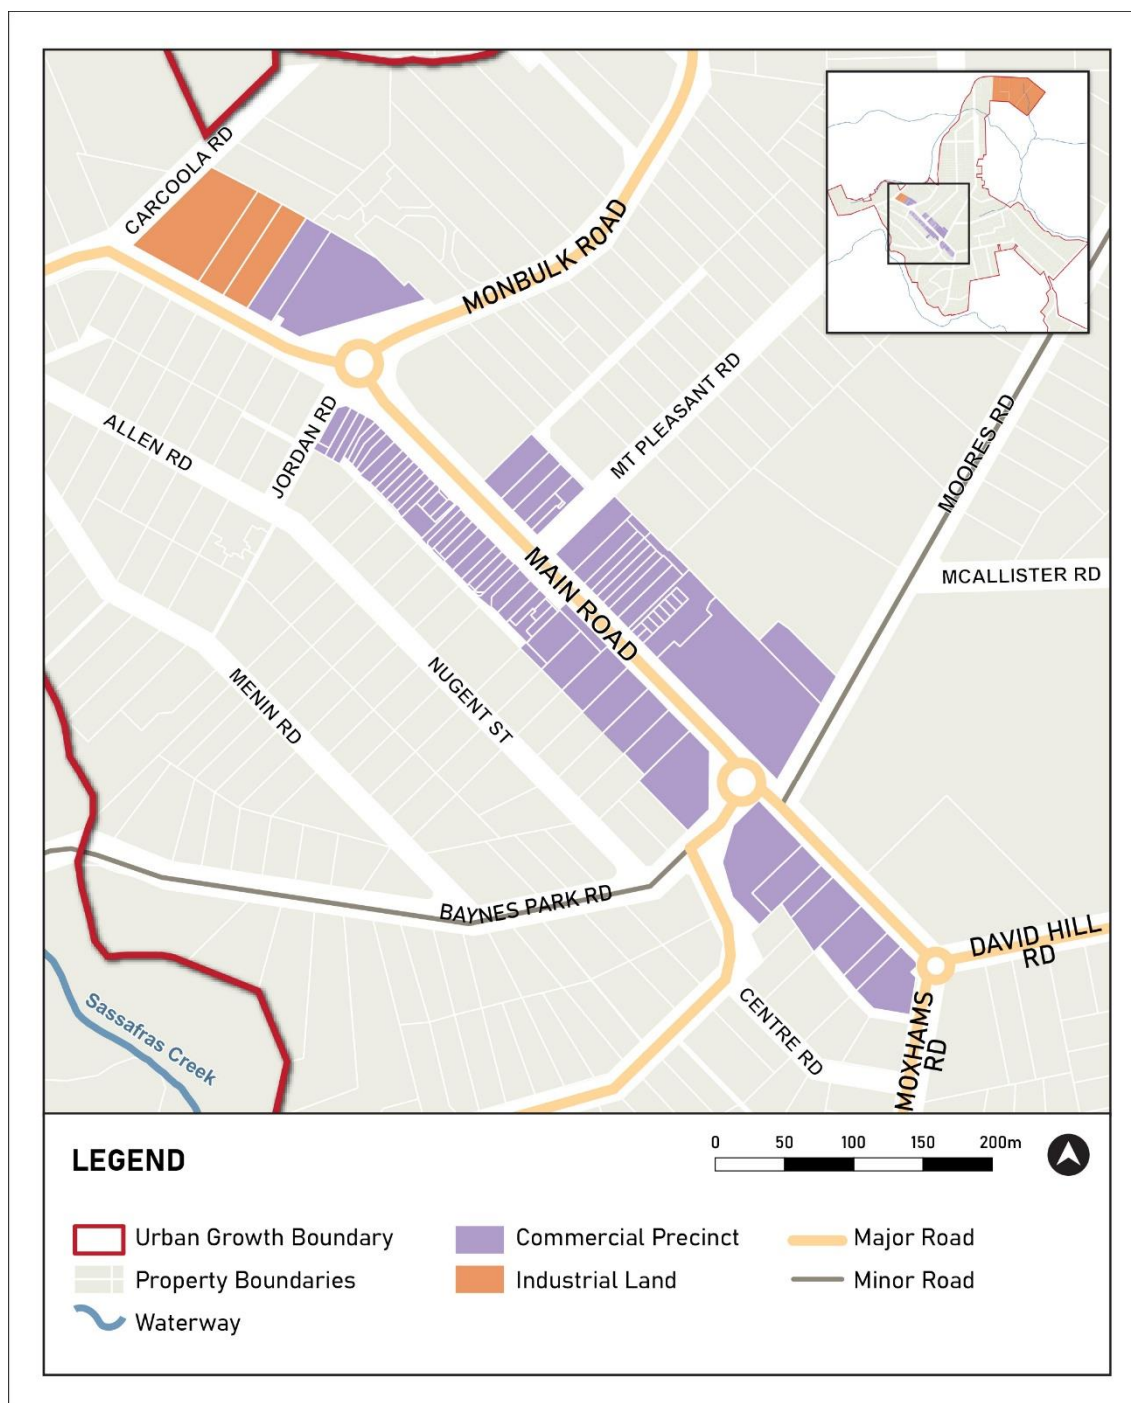 CARCOOLA RD
MONBULK ROAD
MT PLEASANT RD
JORDAN RD
ALLEN RD
MOORES RD
MAIN ROAD
MCALLISTER RD
NUGENT ST
MENIN RD
BAYNES PARK RD
DAVID HILL
RD
CENTRE RD
MOXHAMS
RD
Sassafras Creek
LEGEND
0 50 100 150 200m
Urban Growth Boundary
Commercial Precinct
Major Road
Property Boundaries
Industrial Land
Minor Road
Waterway